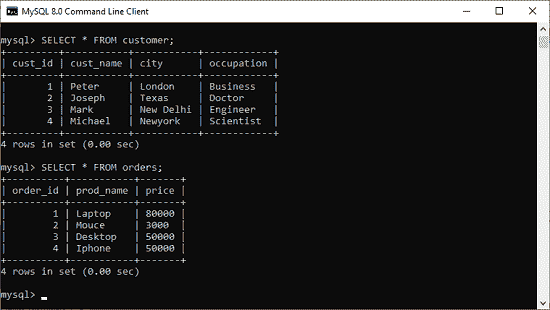 MySQL 8.0 Command Line Client
mysql> SELECT * FROM customer;
+---------+-----------+-----------+------------+
| cust_id | cust_name | city      | occupation |
+---------+-----------+-----------+------------+
|       1 | Peter     | London    | Business   |
|       2 | Joseph    | Texas     | Doctor     |
|       3 | Mark      | New Delhi | Engineer   |
|       4 | Michael   | Newyork   | Scientist  |
+---------+-----------+-----------+------------+
4 rows in set (0.00 sec)
mysql> SELECT * FROM orders;
+----------+-----------+-------+
| order_id | prod_name | price |
+----------+-----------+-------+
|        1 | Laptop    | 80000 |
|        2 | Mouce     | 3000  |
|        3 | Desktop   | 50000 |
|        4 | Iphone    | 50000 |
+----------+-----------+-------+
4 rows in set (0.00 sec)
mysql>